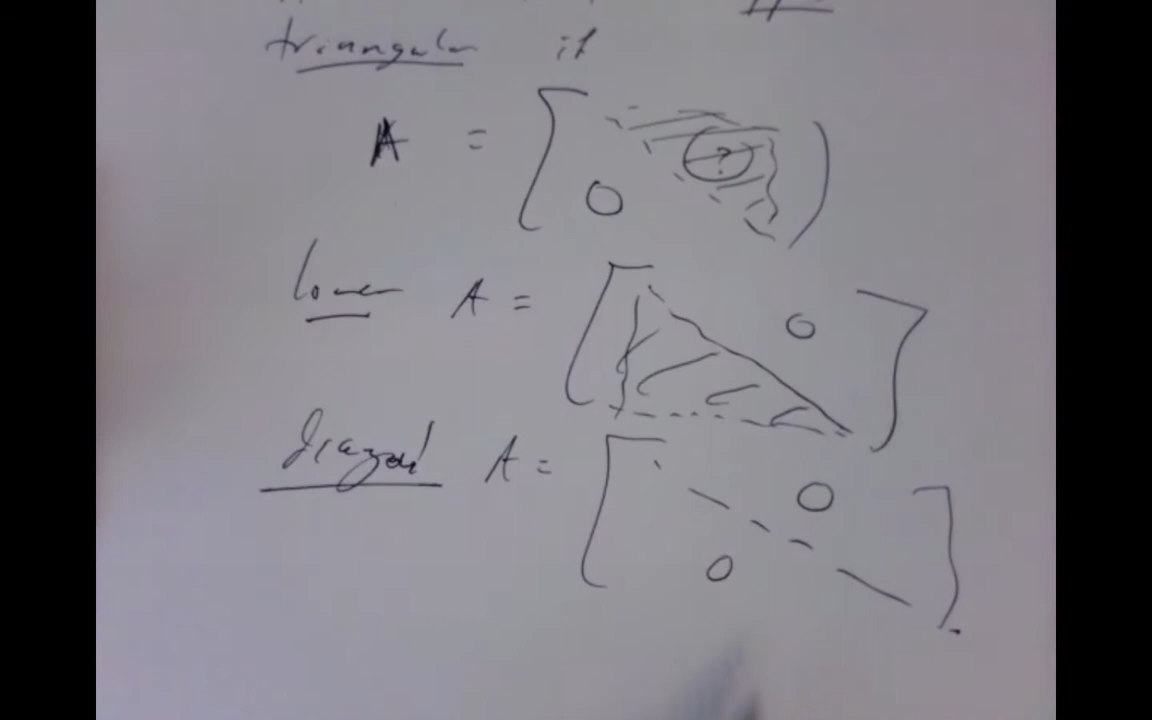 triangular if
A = [ ? 0 )
lower A = [ 0 ]
diagonal A = [ 0 0 ]